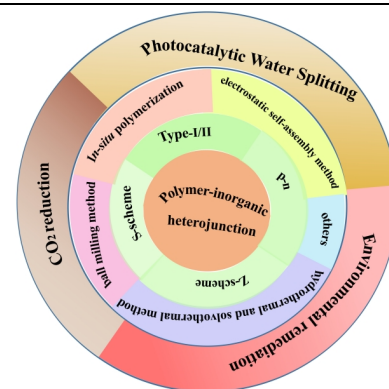 Photocatalytic Water Splitting
In-situ polymerization
electrostatic self-assembly method
Type-I/II
p-n
Polymer-inorganic
heterojunction
S-scheme
Z-scheme
CO2 reduction
ball milling method
others
hydrothermal and solvothermal method
Environmental remediation